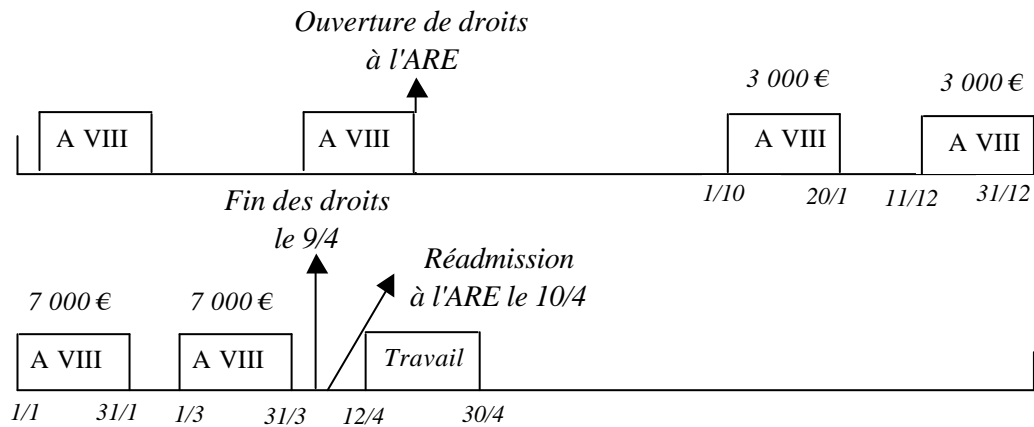 Ouverture de droits
à l'ARE
3 000 €
3 000 €
A VIII
A VIII
A VIII
A VIII
1/10
20/1
11/12
31/12
Fin des droits
le 9/4
Réadmission
à l'ARE le 10/4
7 000 €
7 000 €
A VIII
A VIII
Travail
1/1
31/1
1/3
31/3
12/4
30/4